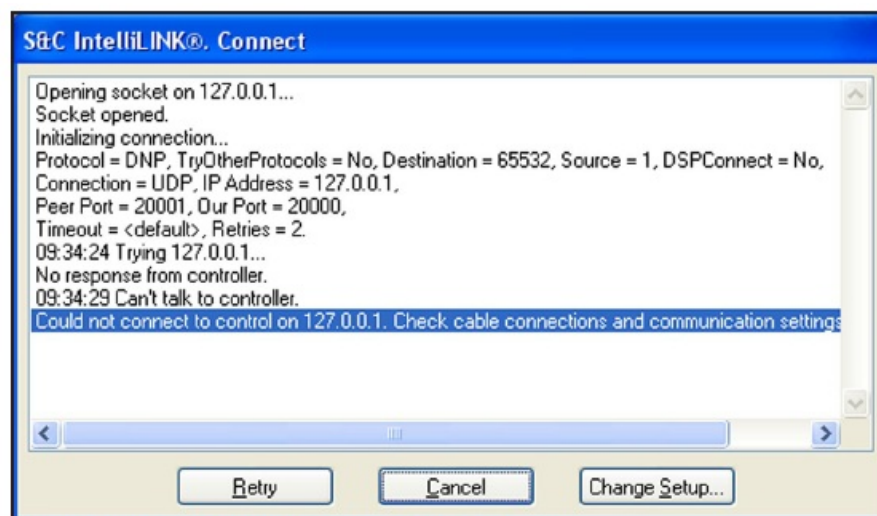 S&C IntelliLINK®. Connect
Opening socket on 127.0.0.1...
Socket opened.
Initializing connection...
Protocol = DNP, TryOtherProtocols = No, Destination = 65532, Source = 1, DSPConnect = No,
Connection = UDP, IP Address = 127.0.0.1,
Peer Port = 20001, Our Port = 20000,
Timeout = <default>, Retries = 2.
09:34:24 Trying 127.0.0.1...
No response from controller.
09:34:29 Can't talk to controller.
Could not connect to control on 127.0.0.1. Check cable connections and communication settings
Retry Cancel Change Setup...